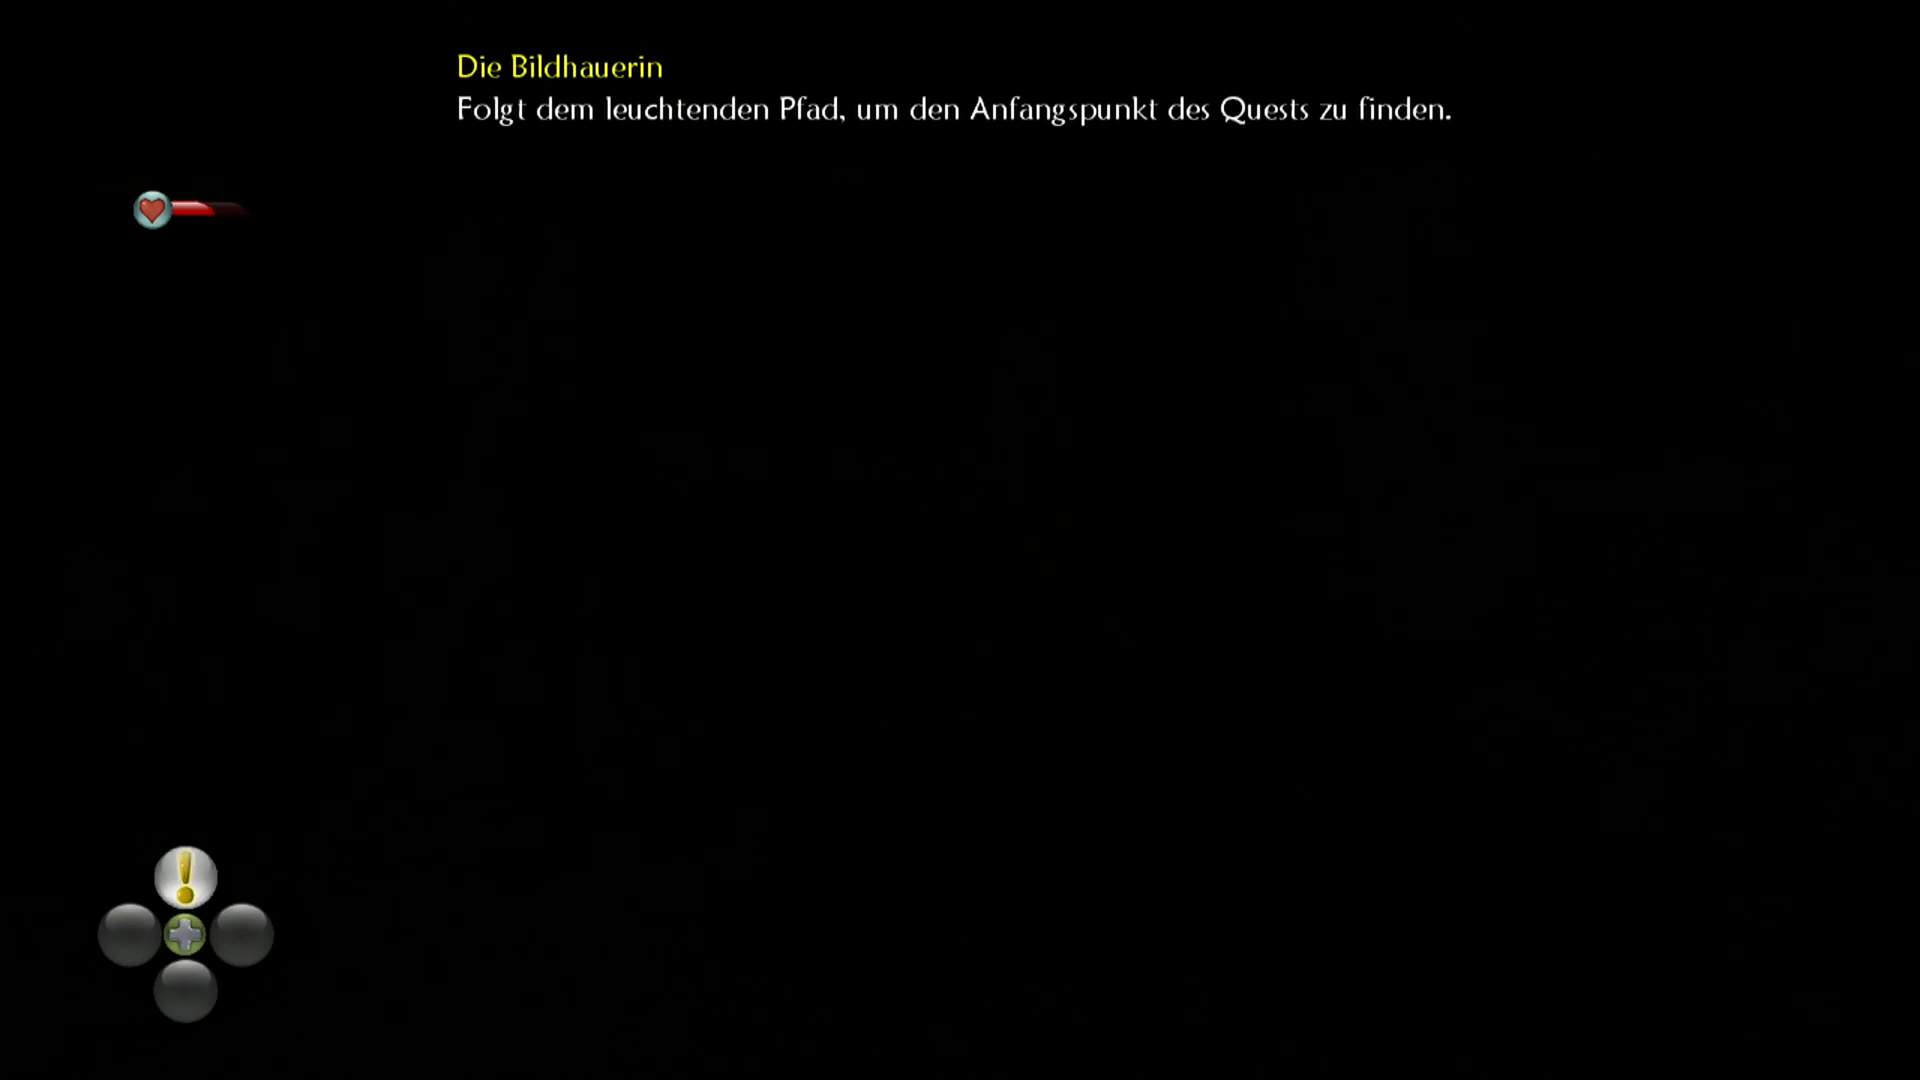 Die Bildhauerin
Folgt dem leuchtenden Pfad, um den Anfangspunkt des Quests zu finden.